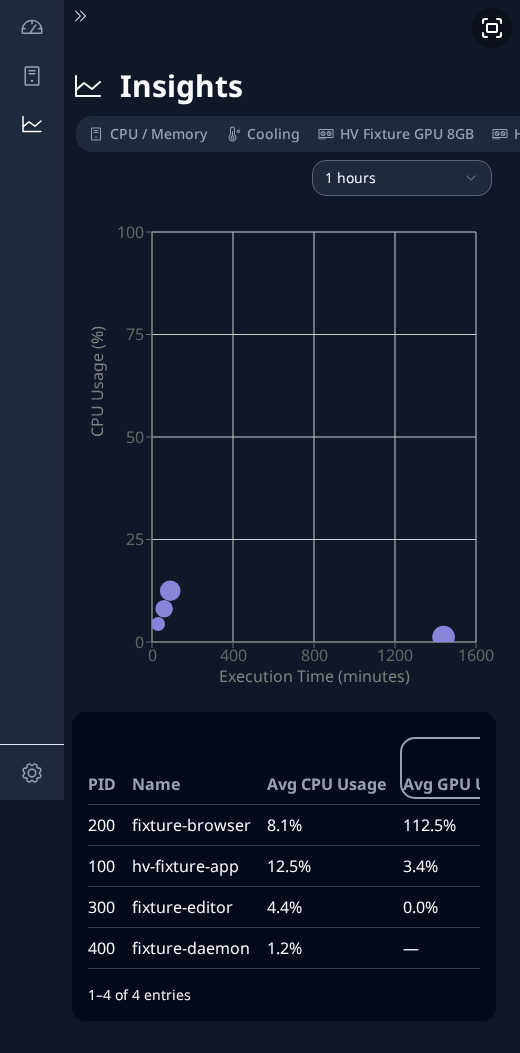 Insights
CPU / Memory Cooling HV Fixture GPU 8GB H
1 hours
100
75
50
25
0
CPU Usage (%)
0 400 800 1200 1600
Execution Time (minutes)
PID Name Avg CPU Usage Avg GPU U
200 fixture-browser 8.1% 112.5%
100 hv-fixture-app 12.5% 3.4%
300 fixture-editor 4.4% 0.0%
400 fixture-daemon 1.2% —
1–4 of 4 entries